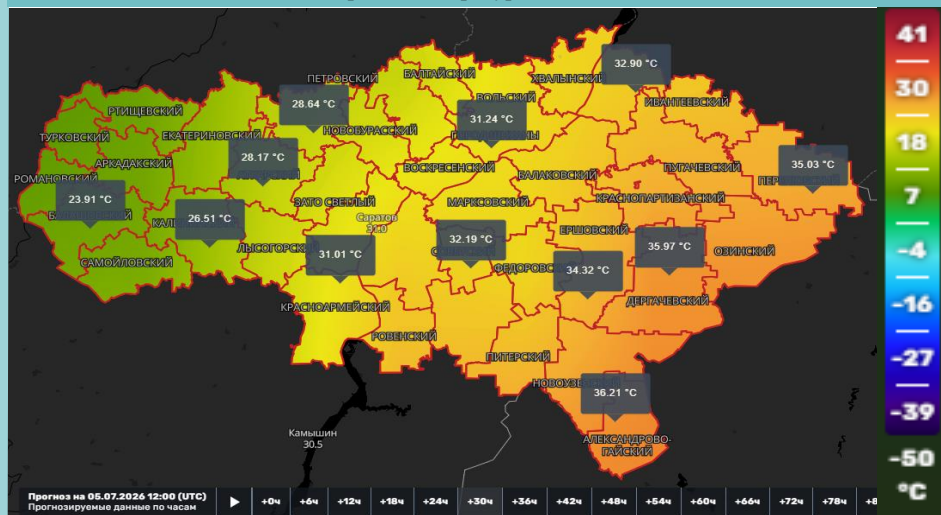 41
30
18
7
-4
-16
-27
-39
-50
°C
ПЕТРОВСКИЙ
БАЛТАЙСКИЙ
ХВАЛЫНСКИЙ
32.90 °C
28.64 °C
ВОЛЬСКИЙ
ИВАНТЕЕВСКИЙ
РТИЩЕВСКИЙ
31.24 °C
ТУРКОВСКИЙ
ЕКАТЕРИНОВСКИЙ
НОВОБУРАССКИЙ
АРКАДАКСКИЙ
28.17 °C
ВОСКРЕСЕНСКИЙ
БАЛАКОВСКИЙ
ПУГАЧЕВСКИЙ
35.03 °C
РОМАНОВСКИЙ
23.91 °C
ЗАТО СВЕТЛЫЙ
МАРКСОВСКИЙ
КРАСНОПАРТИЗАНСКИЙ
26.51 °C
Саратов
31.0
ЕРШОВСКИЙ
ЛЫСОГОРСКИЙ
31.01 °C
32.19 °C
35.97 °C
ОЗИНСКИЙ
САМОЙЛОВСКИЙ
ФЕДОРОВСКИЙ
34.32 °C
КРАСНОАРМЕЙСКИЙ
ДЕРГАЧЕВСКИЙ
РОВЕНСКИЙ
ПИТЕРСКИЙ
36.21 °C
Камышин
30.5
АЛЕКСАНДРОВО-
ГАЙСКИЙ
Прогноз на 05.07.2026 12:00 (UTC)
Прогнозируемые данные по часам
+0ч +6ч +12ч +18ч +24ч +30ч +36ч +42ч +48ч +54ч +60ч +66ч +72ч +78ч +8